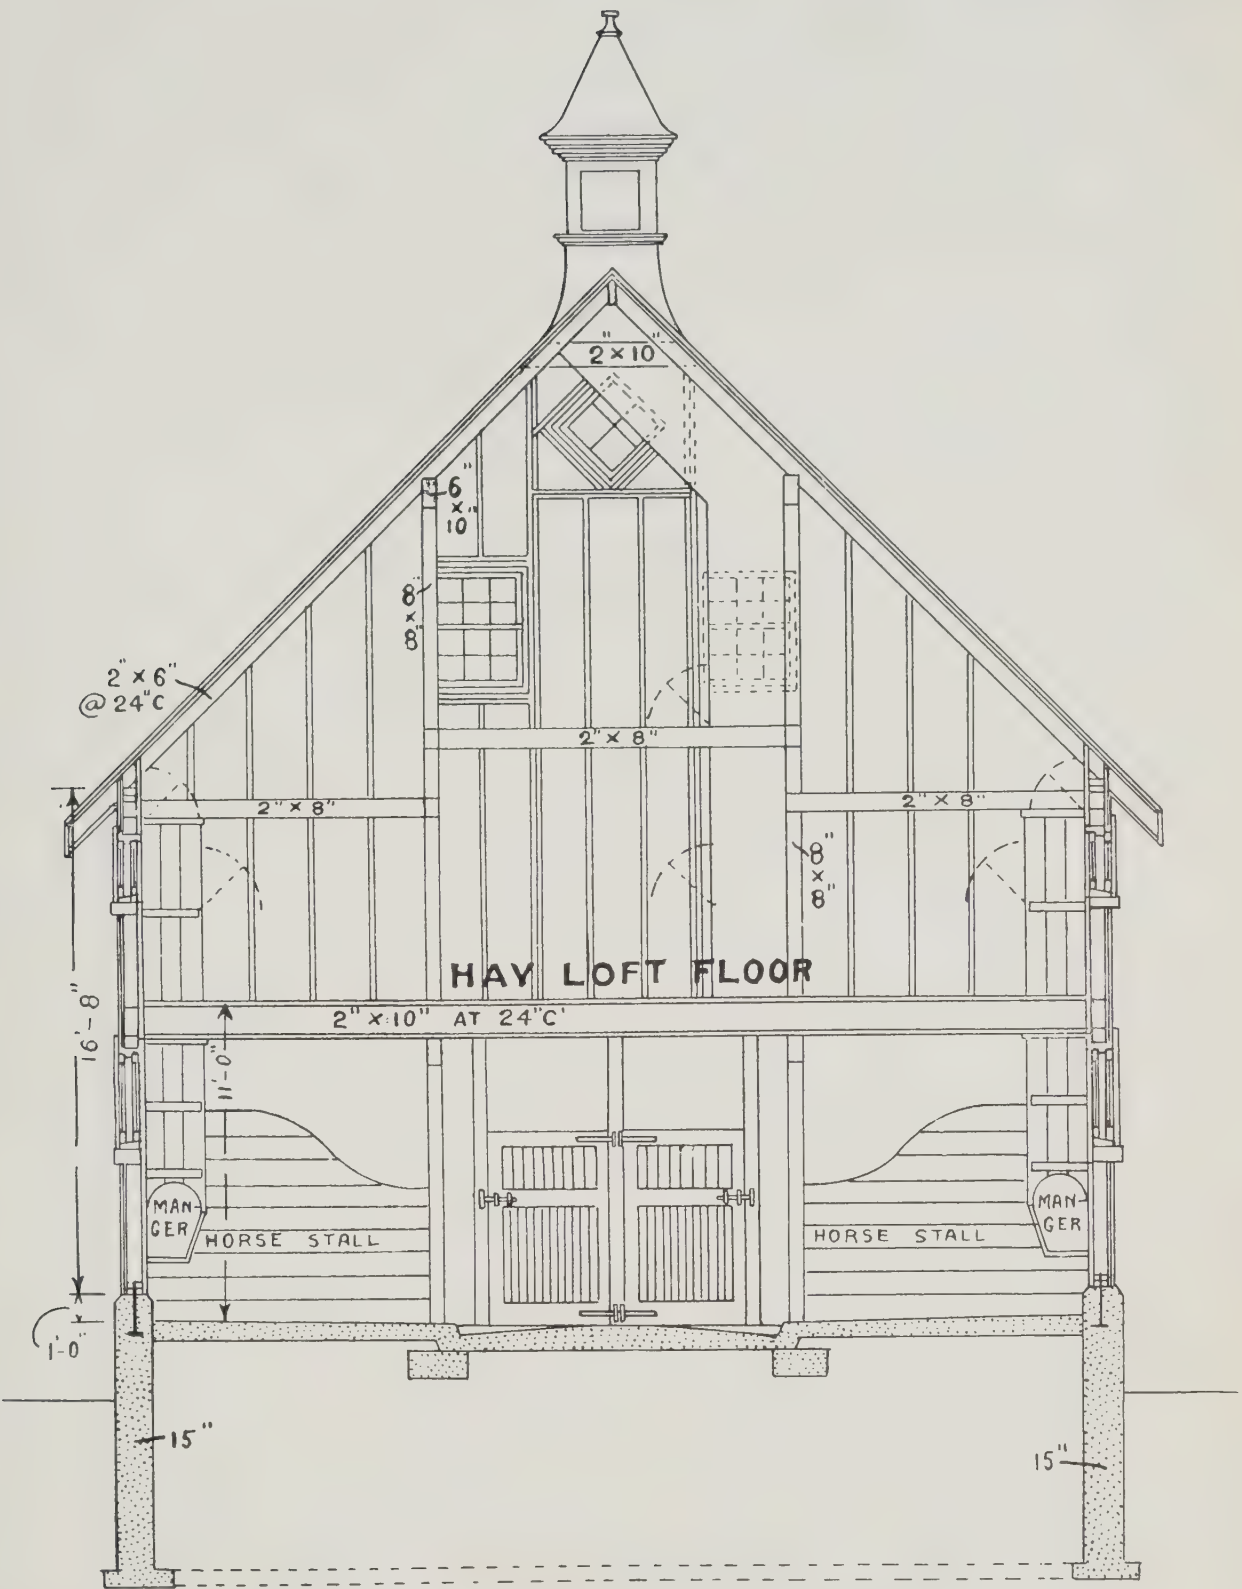 2" × 10"
6"
×
10"
8"
×
8"
2" × 6"
@ 24"C
2" × 8"
2" × 8"
2" × 8"
8"
×
8"
HAY LOFT FLOOR
2" × 10" AT 24"C'
16'-8"
11'-0"
MAN-
GER
HORSE STALL
HORSE STALL
MAN-
GER
1'-0"
15"
15"